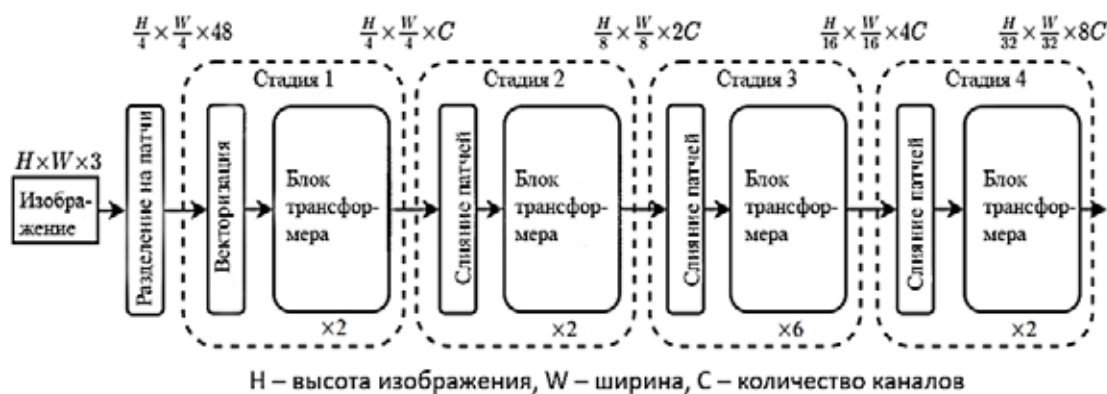 H/4 × W/4 × 48
H/4 × W/4 × C
H/8 × W/8 × 2C
H/16 × W/16 × 4C
H/32 × W/32 × 8C
Стадия 1
Стадия 2
Стадия 3
Стадия 4
H×W×3
Изобра-
жение
Разделение на патчи
Векторизация
Блок
трансфор-
мера
×2
Слияние патчей
Блок
трансфор-
мера
×2
Слияние патчей
Блок
трансфор-
мера
×6
Слияние патчей
Блок
трансфор-
мера
×2
H – высота изображения, W – ширина, C – количество каналов